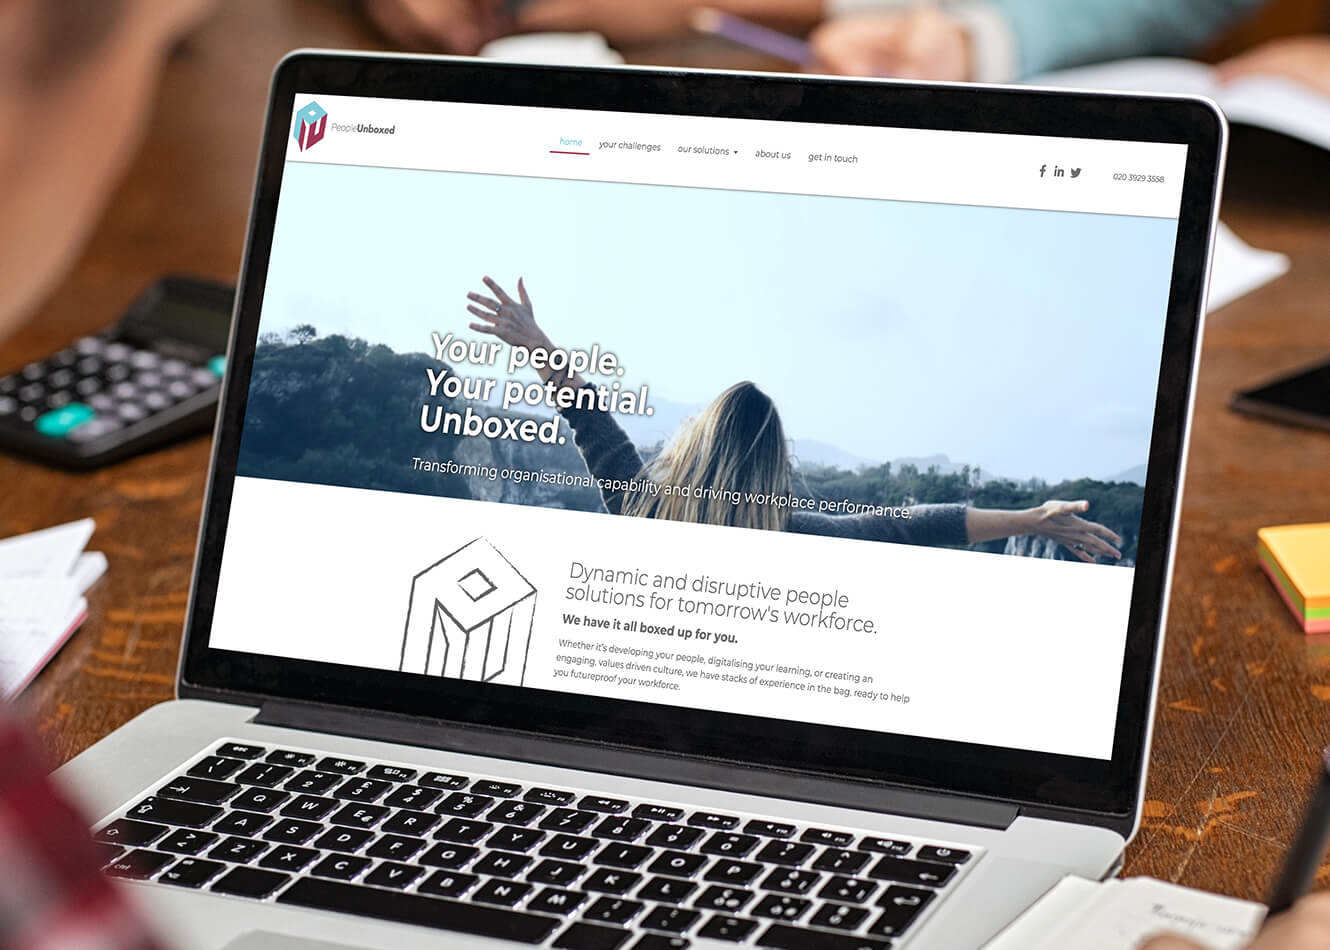 PeopleUnboxed
home your challenges our solutions about us get in touch
020 3929 3558
Your people.
Your potential.
Unboxed.
Transforming organisational capability and driving workplace performance.
Dynamic and disruptive people
solutions for tomorrow's workforce.
We have it all boxed up for you.
Whether it's developing your people, digitalising your learning, or creating an
engaging, values driven culture, we have stacks of experience in the bag, ready to help
you futureproof your workforce.
esc
Q W E R T Y U I O P
A S D F G H J K L
Z X C V B N M
ctrl